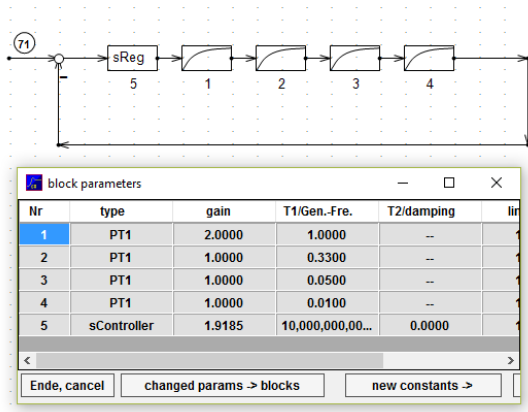 71
sReg
5 1 2 3 4
block parameters
Nr type gain T1/Gen.-Fre. T2/damping
1 PT1 2.0000 1.0000 --
2 PT1 1.0000 0.3300 --
3 PT1 1.0000 0.0500 --
4 PT1 1.0000 0.0100 --
5 sController 1.9185 10,000,000,00... 0.0000
Ende, cancel changed params -> blocks new constants ->